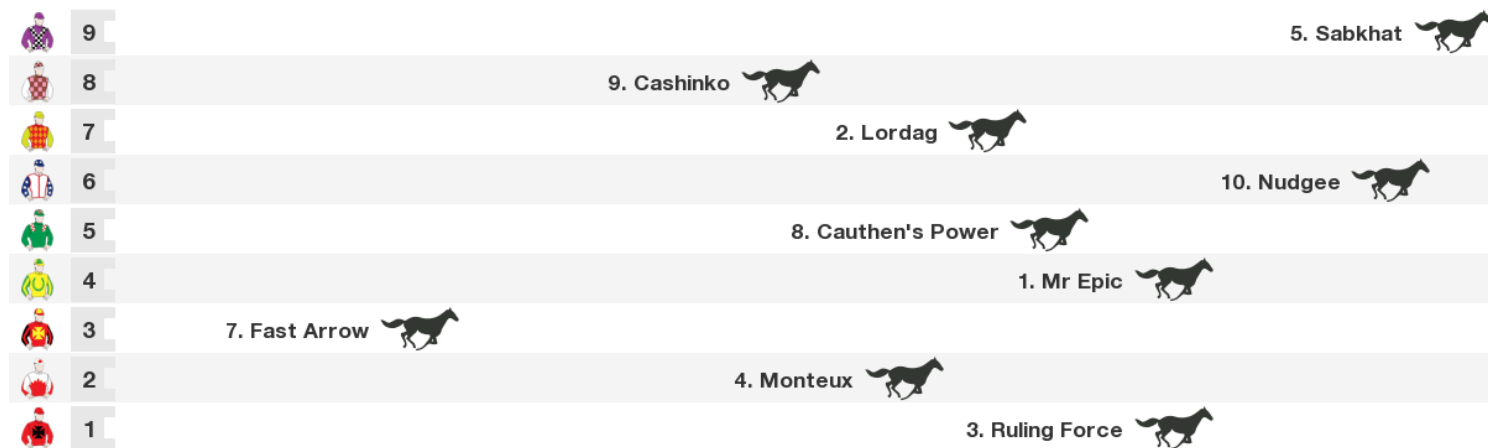 9 5. Sabkhat
8 9. Cashinko
7 2. Lordag
6 10. Nudgee
5 8. Cauthen's Power
4 1. Mr Epic
3 7. Fast Arrow
2 4. Monteux
1 3. Ruling Force